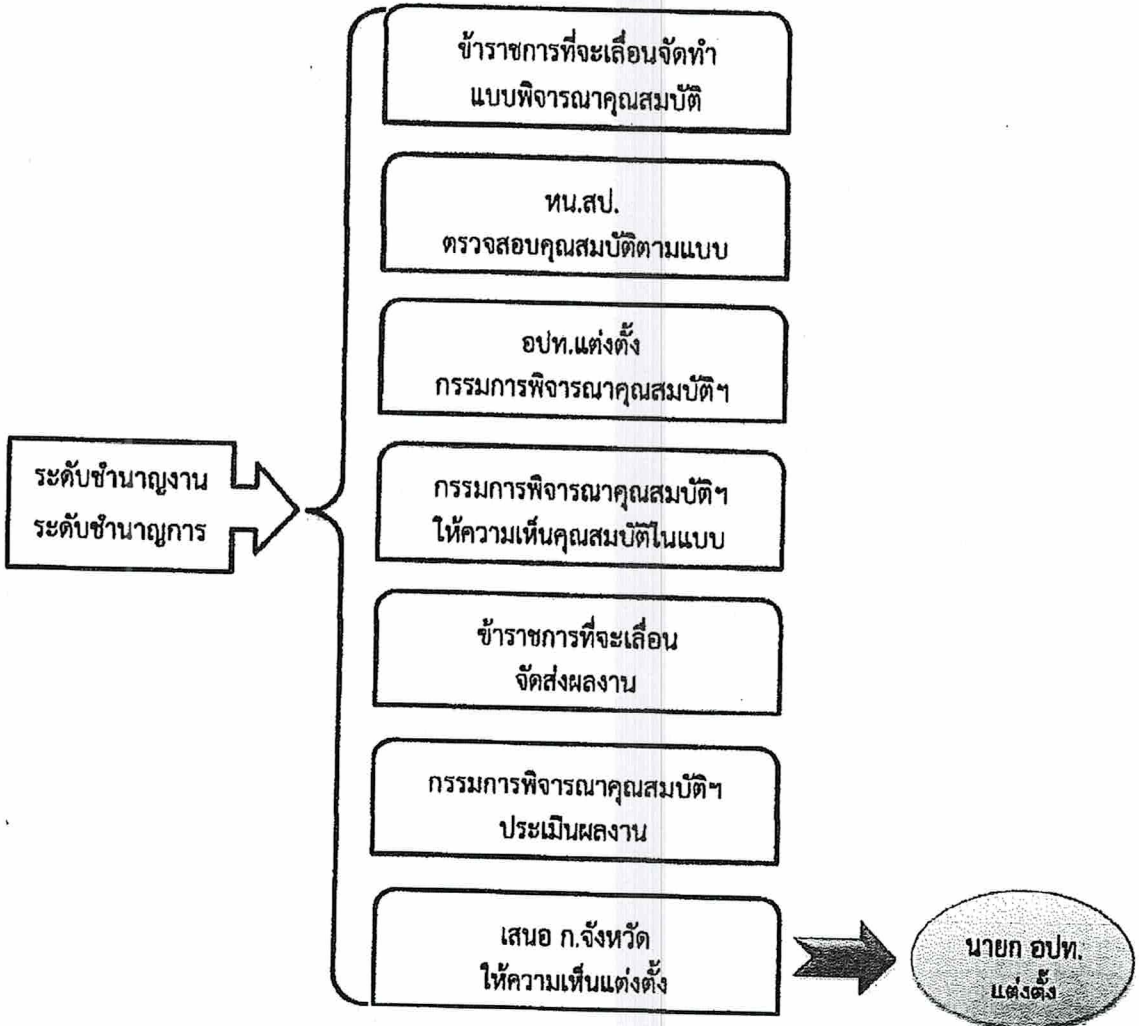 ข้าราชการที่จะเลื่อนจัดทำ
แบบพิจารณาคุณสมบัติ
หน.สป.
ตรวจสอบคุณสมบัติตามแบบ
อปท.แต่งตั้ง
กรรมการพิจารณาคุณสมบัติฯ
ระดับชำนาญงาน
ระดับชำนาญการ
กรรมการพิจารณาคุณสมบัติฯ
ให้ความเห็นคุณสมบัติในแบบ
ข้าราชการที่จะเลื่อน
จัดส่งผลงาน
กรรมการพิจารณาคุณสมบัติฯ
ประเมินผลงาน
เสนอ ก.จังหวัด
ให้ความเห็นแต่งตั้ง
นายก อปท.
แต่งตั้ง